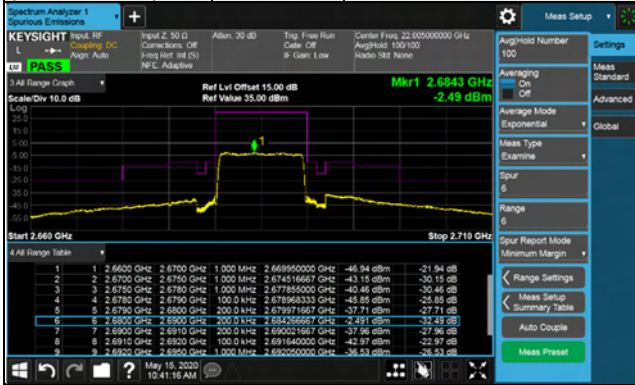 Spectrum Analyzer 1
Spurious Emissions
Meas Setup
KEYSIGHT Input: RF
Coupling: DC
Align: Auto
Input Z: 50 Ω
Corrections: Off
Freq Ref: Int (S)
NFE: Adaptive
Atten: 30 dB
Trig: Free Run
Gate: Off
IF Gain: Low
Center Freq: 22.005000000 GHz
Avg|Hold: 100/100
Radio Std: None
PASS
3 All Range Graph
Scale/Div 10.0 dB
Ref Lvl Offset 15.00 dB
Ref Value 35.00 dBm
Mkr1 2.6843 GHz
-2.49 dBm
Log
25.0
15.0
5.00
-5.00
-15.0
-25.0
-35.0
-45.0
-55.0
1
Start 2.660 GHz
Stop 2.710 GHz
4 All Range Table
1 1 2.6600 GHz 2.6700 GHz 1.000 MHz 2.669950000 GHz -46.94 dBm -21.94 dB
2 2 2.6700 GHz 2.6750 GHz 1.000 MHz 2.674516667 GHz -43.15 dBm -30.15 dB
3 3 2.6750 GHz 2.6780 GHz 1.000 MHz 2.677855000 GHz -40.46 dBm -30.46 dB
4 4 2.6780 GHz 2.6790 GHz 100.0 kHz 2.678968333 GHz -45.85 dBm -25.85 dB
5 5 2.6790 GHz 2.6800 GHz 200.0 kHz 2.679971667 GHz -37.71 dBm -27.71 dB
6 6 2.6800 GHz 2.6900 GHz 200.0 kHz 2.684266667 GHz -2.491 dBm -32.49 dB
7 7 2.6900 GHz 2.6910 GHz 200.0 kHz 2.690021667 GHz -37.96 dBm -27.96 dB
8 8 2.6910 GHz 2.6920 GHz 100.0 kHz 2.691640000 GHz -42.97 dBm -22.97 dB
9 9 2.6920 GHz 2.6950 GHz 1.000 MHz 2.692050000 GHz -36.53 dBm -26.53 dB
Avg|Hold Number
100
Averaging
On
Off
Average Mode
Exponential
Meas Type
Examine
Spur
6
Range
6
Spur Report Mode
Minimum Margin
Range Settings
Meas Setup
Summary Table
Auto Couple
Meas Preset
Settings
Meas
Standard
Advanced
Global
May 15, 2020
10:41:16 AM